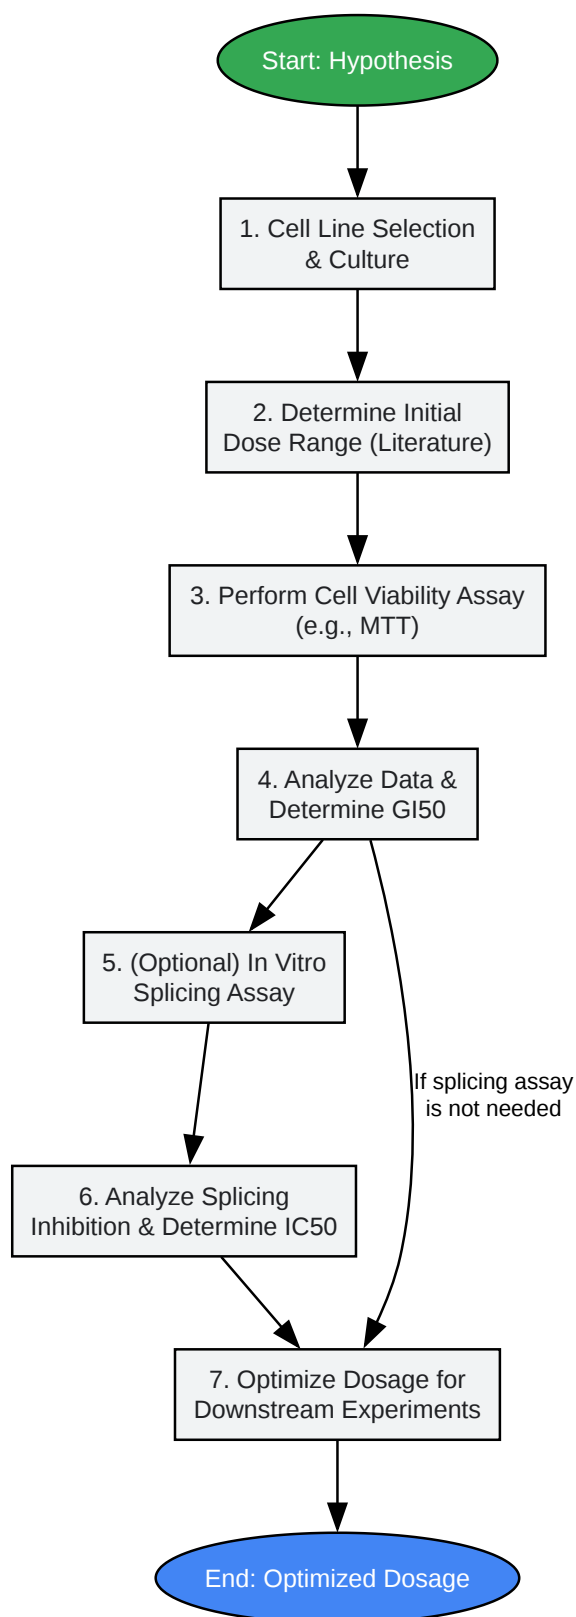 Start: Hypothesis
1. Cell Line Selection
& Culture
2. Determine Initial
Dose Range (Literature)
3. Perform Cell Viability Assay
(e.g., MTT)
4. Analyze Data &
Determine GI50
5. (Optional) In Vitro
Splicing Assay
If splicing assay
is not needed
6. Analyze Splicing
Inhibition & Determine IC50
7. Optimize Dosage for
Downstream Experiments
End: Optimized Dosage